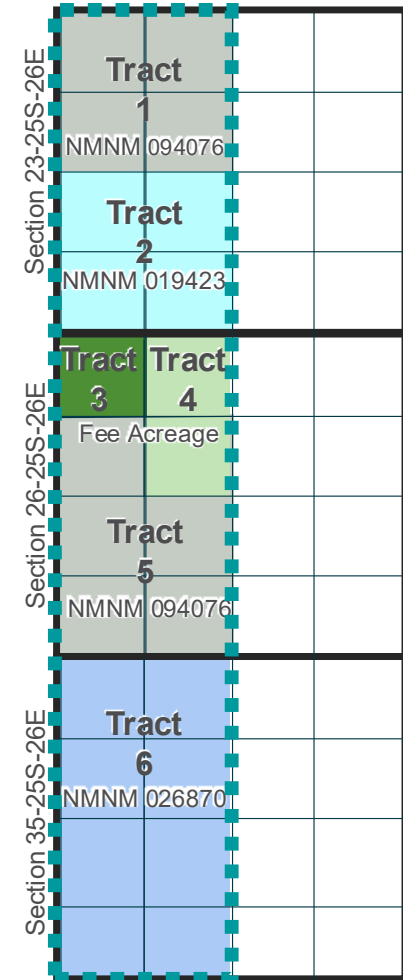 Section 23-25S-26E
Tract
1
NMNM 094076
Tract
2
NMNM 019423
Section 26-25S-26E
Tract
3
Tract
4
Fee Acreage
Tract
5
NMNM 094076
Section 35-25S-26E
Tract
6
NMNM 026870